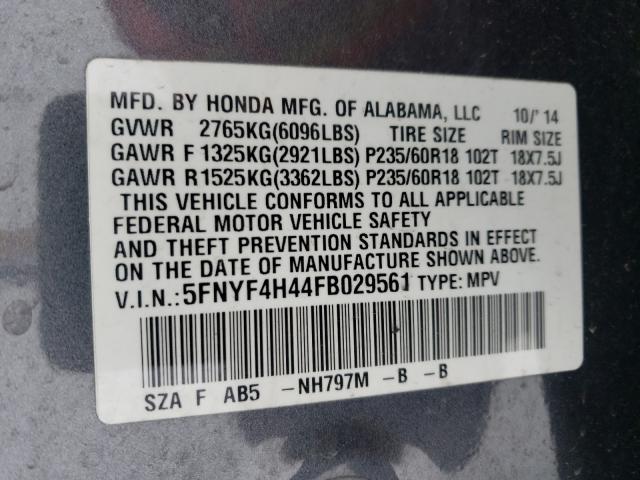 MFD. BY HONDA MFG. OF ALABAMA, LLC 10/'14
GVWR 2765KG(6096LBS) TIRE SIZE RIM SIZE
GAWR F 1325KG(2921LBS) P235/60R18 102T 18X7.5J
GAWR R 1525KG(3362LBS) P235/60R18 102T 18X7.5J
THIS VEHICLE CONFORMS TO ALL APPLICABLE
FEDERAL MOTOR VEHICLE SAFETY
AND THEFT PREVENTION STANDARDS IN EFFECT
ON THE DATE OF MANUFACTURE SHOWN ABOVE.
V.I.N.: 5FNYF4H44FB029561 TYPE: MPV
SZA F AB5 -NH797M -B -B